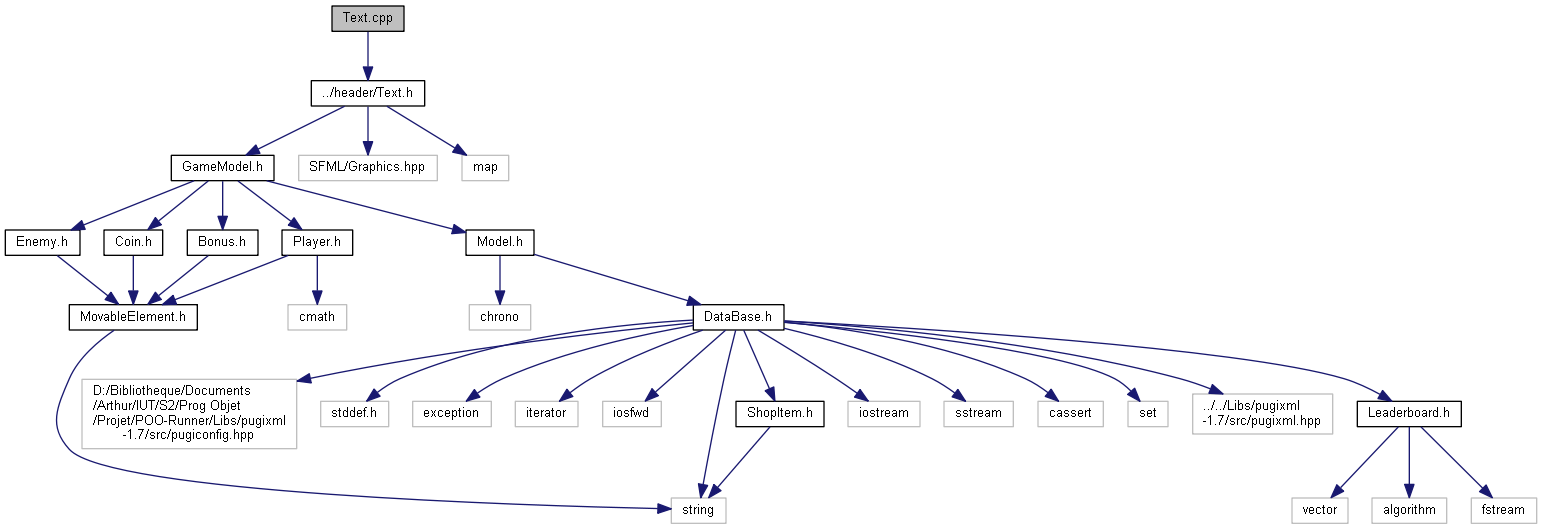 Text.cpp
../header/Text.h
GameModel.h
SFML/Graphics.hpp
map
Enemy.h
Coin.h
Bonus.h
Player.h
Model.h
MovableElement.h
cmath
chrono
DataBase.h
D:/Bibliotheque/Documents
/Arthur/IUT/S2/Prog Objet
/Projet/POO-Runner/Libs/pugixml
-1.7/src/pugiconfig.hpp
stddef.h
exception
iterator
iosfwd
ShopItem.h
iostream
sstream
cassert
set
../../Libs/pugixml
-1.7/src/pugixml.hpp
Leaderboard.h
string
vector
algorithm
fstream